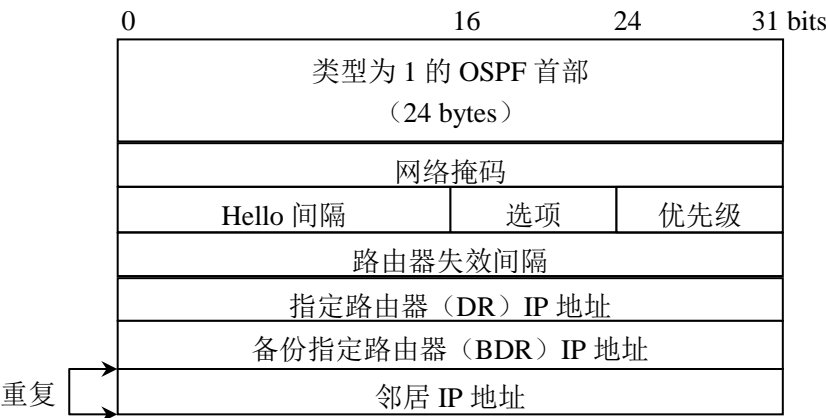 0 16 24 31 bits
类型为 1 的 OSPF 首部
（24 bytes）
网络掩码
Hello 间隔 选项 优先级
路由器失效间隔
指定路由器（DR）IP 地址
备份指定路由器（BDR）IP 地址
重复 邻居 IP 地址